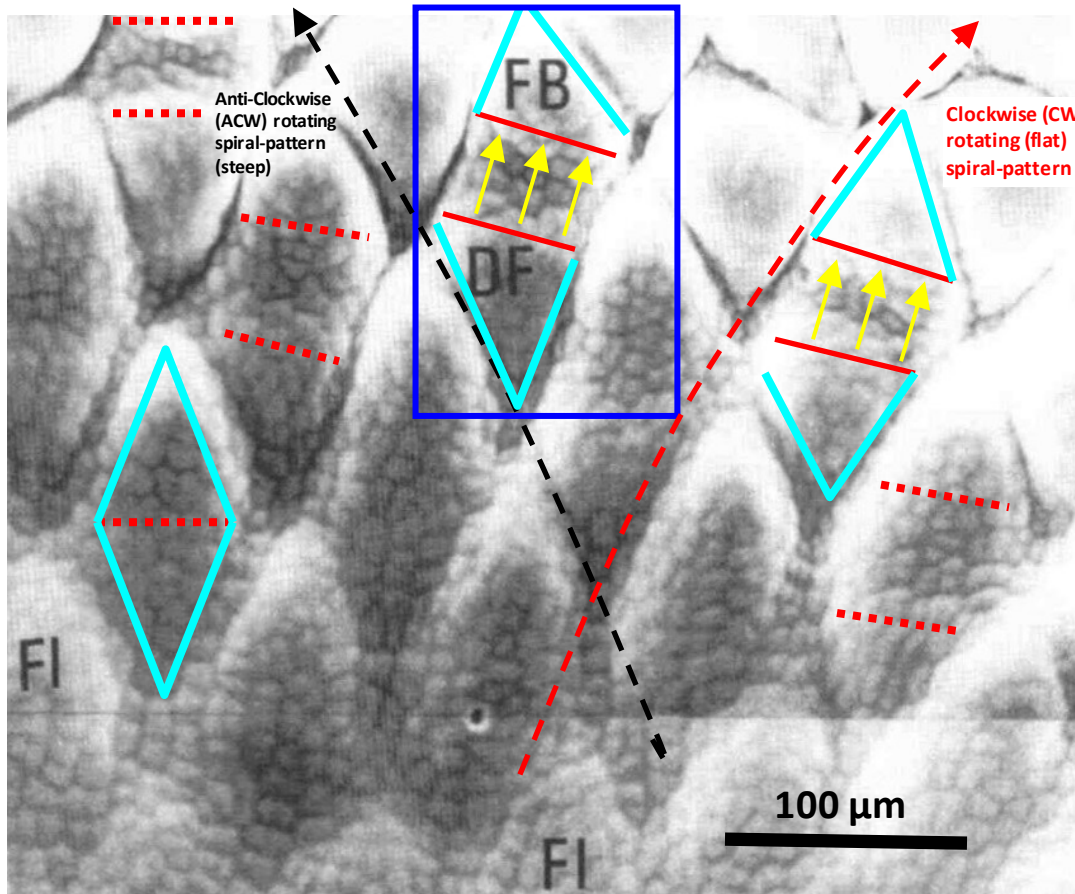 FB
Anti-Clockwise
(ACW) rotating
spiral-pattern
(steep)
Clockwise (CW
rotating (flat)
spiral-pattern
DF
FI
100 µm
FI